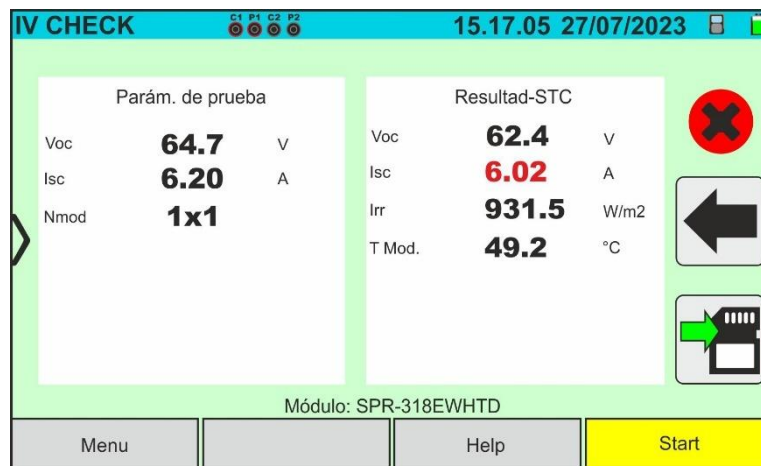 IV CHECK C1 P1 C2 P2 15.17.05 27/07/2023
Parám. de prueba
Voc 64.7 V
Isc 6.20 A
Nmod 1x1
Resultad-STC
Voc 62.4 V
Isc 6.02 A
Irr 931.5 W/m2
T Mod. 49.2 °C
Módulo: SPR-318EWHTD
Menu Help Start